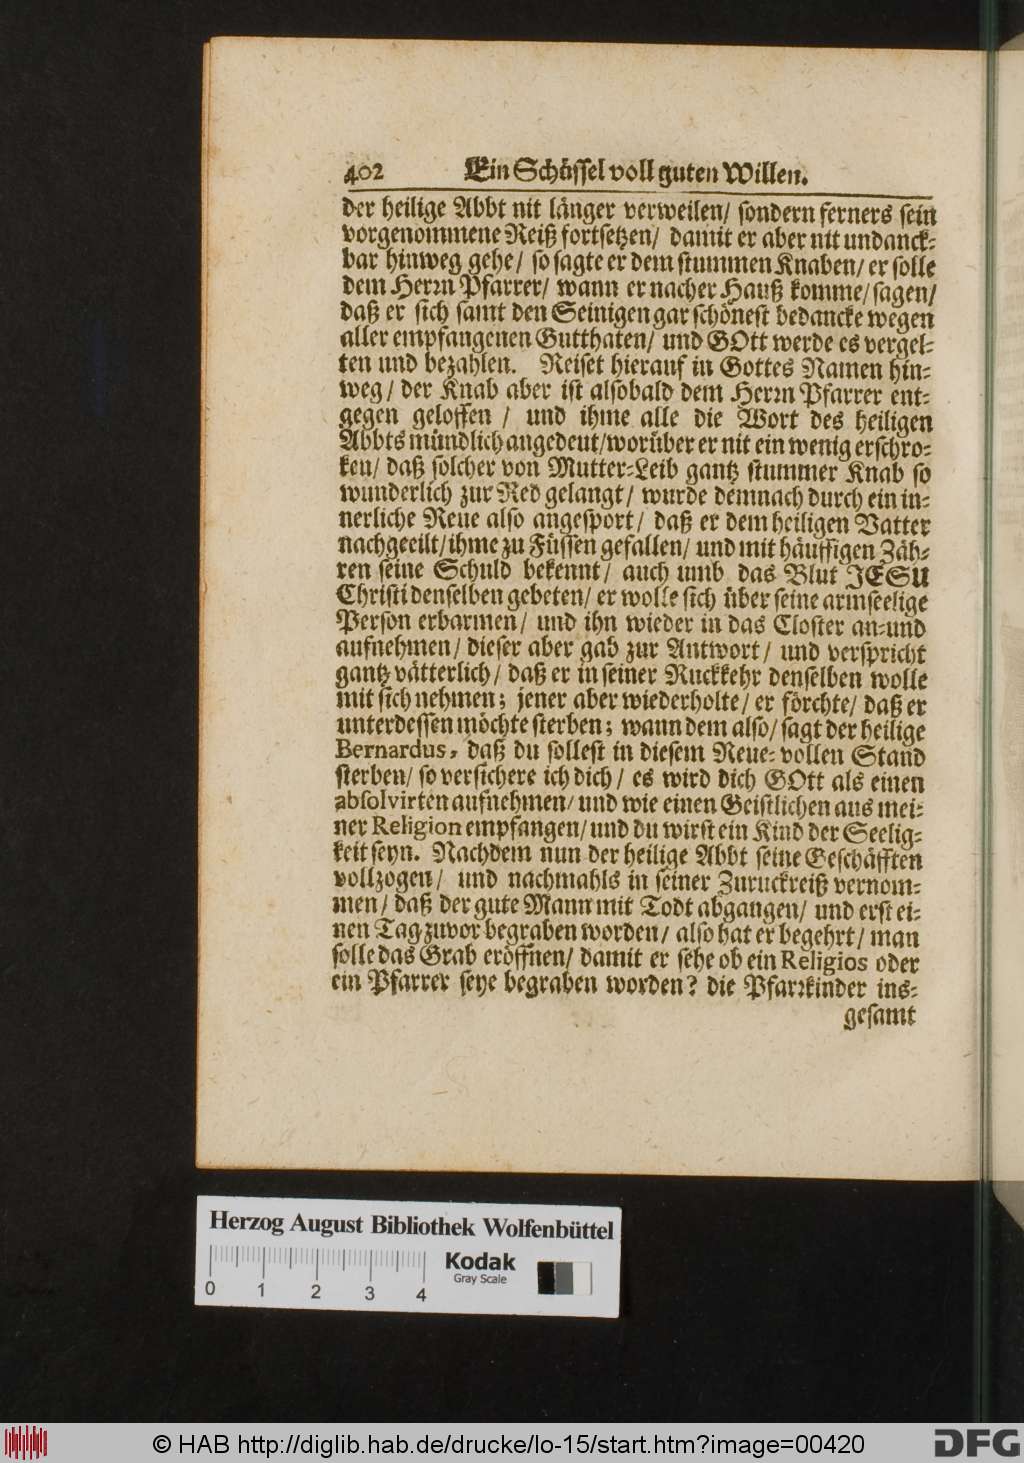 402 Ein Schüssel voll guten Willen.
der heilige Abbt nit länger verweilen/ sondern ferners sein
vorgenommene Reiß fortsetzen/ damit er aber nit undanck-
bar hinweg gehe/ so sagte er dem stummen Knaben/ er solle
dem Herrn Pfarrer/ wann er nacher Hauß komme/ sagen/
daß er sich samt den Seinigen gar schönest bedancke wegen
aller empfangenen Gutthaten/ und GOtt werde es vergel-
ten und bezahlen. Reiset hierauf in Gottes Namen hin-
weg/ der Knab aber ist alsobald dem Herrn Pfarrer ent-
gegen geloffen / und ihme alle die Wort des heiligen
Abbts mündlich angedeut/ worüber er nit ein wenig erschro-
ken/ daß solcher von Mutter-Leib gantz stummer Knab so
wunderlich zur Red gelangt/ wurde demnach durch ein in-
nerliche Reue also angesport/ daß er dem heiligen Vatter
nachgeeilt/ ihme zu Füssen gefallen/ und mit häuffigen Zäh-
ren seine Schuld bekennt/ auch umb das Blut JESU
Christi denselben gebeten/ er wolle sich über seine armseelige
Person erbarmen/ und ihn wieder in das Closter an- und
aufnehmen/ dieser aber gab zur Antwort/ und verspricht
gantz vätterlich/ daß er in seiner Ruckkehr denselben wolle
mit sich nehmen; jener aber wiederholte/ er förchte/ daß er
unterdessen möchte sterben; wann dem also/ sagt der heilige
Bernardus, daß du sollest in diesem Reue-vollen Stand
sterben/ so versichere ich dich/ es wird dich GOtt als einen
absolvirten aufnehmen/ und wie einen Geistlichen aus mei-
ner Religion empfangen/ und du wirst ein Kind der Seelig-
keit seyn. Nachdem nun der heilige Abbt seine Geschäfften
vollzogen/ und nachmahls in seiner Zuruckreiß vernom-
men/ daß der gute Mann mit Todt abgangen/ und erst ei-
nen Tag zuvor begraben worden/ also hat er begehrt/ man
solle das Grab eröffnen/ damit er sehe ob ein Religios oder
ein Pfarrer seye begraben worden? die Pfarrkinder ins-
gesamt
Herzog August Bibliothek Wolfenbüttel
Kodak
Gray Scale
0 1 2 3 4
© HAB http://diglib.hab.de/drucke/lo-15/start.htm?image=00420
DFG